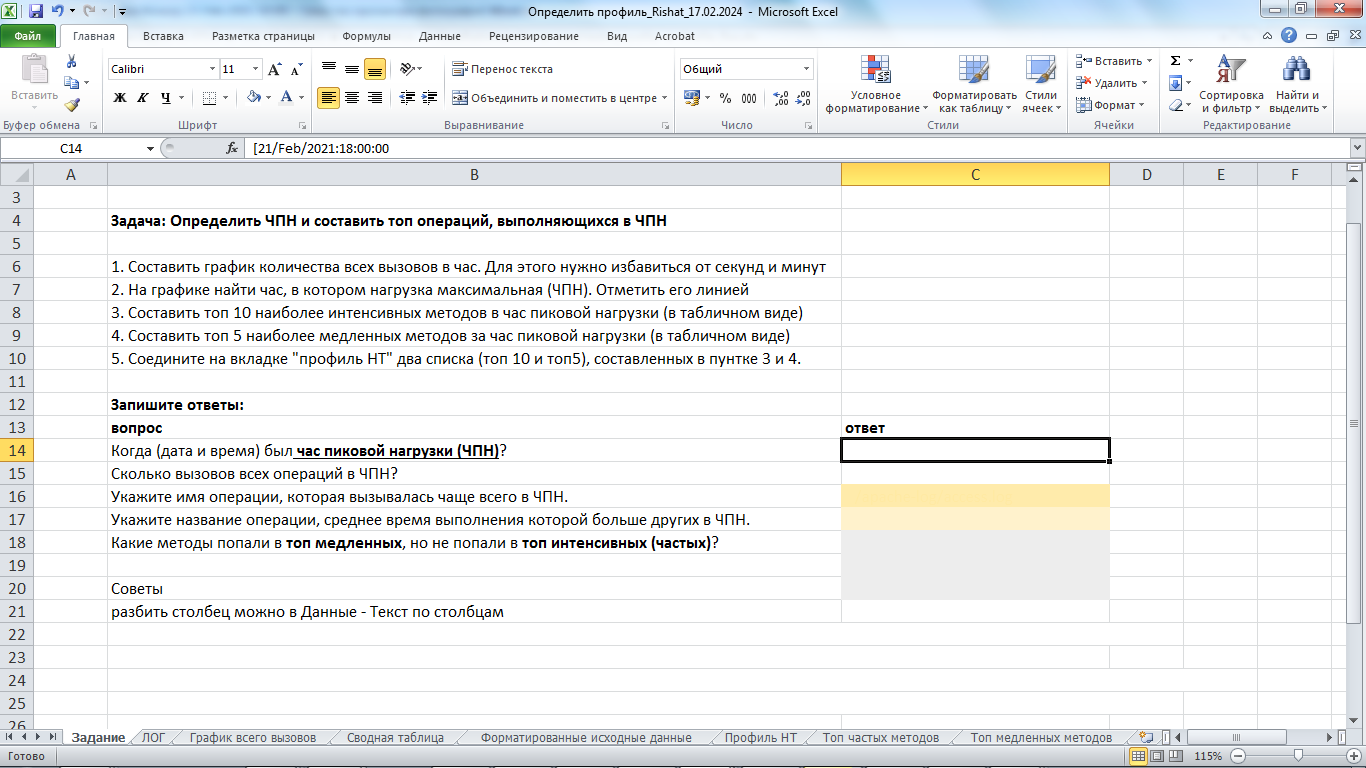 Определить профиль_Rishat_17.02.2024 - Microsoft Excel
Файл Главная Вставка Разметка страницы Формулы Данные Рецензирование Вид Acrobat
Calibri 11 Перенос текста Общий Вставить Σ
Вставить Ж К Ч А Объединить и поместить в центре % 000 Условное форматирование Форматировать как таблицу Стили ячеек Удалить Формат Сортировка и фильтр Найти и выделить
Буфер обмена Шрифт Выравнивание Число Стили Ячейки Редактирование
C14 fx [21/Feb/2021:18:00:00
A B C D E F
3
4 Задача: Определить ЧПН и составить топ операций, выполняющихся в ЧПН
5
6 1. Составить график количества всех вызовов в час. Для этого нужно избавиться от секунд и минут
7 2. На графике найти час, в котором нагрузка максимальная (ЧПН). Отметить его линией
8 3. Составить топ 10 наиболее интенсивных методов в час пиковой нагрузки (в табличном виде)
9 4. Составить топ 5 наиболее медленных методов за час пиковой нагрузки (в табличном виде)
10 5. Соедините на вкладке "профиль НТ" два списка (топ 10 и топ5), составленных в пунтке 3 и 4.
11
12 Запишите ответы:
13 вопрос ответ
14 Когда (дата и время) был час пиковой нагрузки (ЧПН)?
15 Сколько вызовов всех операций в ЧПН?
16 Укажите имя операции, которая вызывалась чаще всего в ЧПН.
17 Укажите название операции, среднее время выполнения которой больше других в ЧПН.
18 Какие методы попали в топ медленных, но не попали в топ интенсивных (частых)?
19
20 Советы
21 разбить столбец можно в Данные - Текст по столбцам
22
23
24
25
26
Задание ЛОГ График всего вызовов Сводная таблица Форматированные исходные данные Профиль НТ Топ частых методов Топ медленных методов
Готово 115%